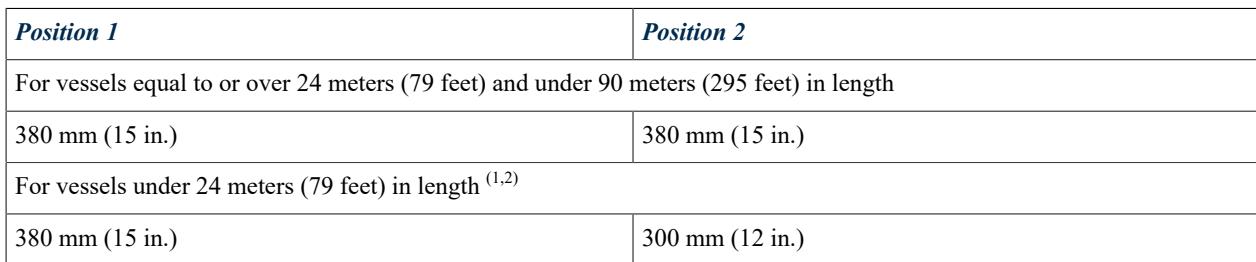 Position 1 Position 2
For vessels equal to or over 24 meters (79 feet) and under 90 meters (295 feet) in length
380 mm (15 in.) 380 mm (15 in.)
For vessels under 24 meters (79 feet) in length (1,2)
380 mm (15 in.) 300 mm (12 in.)